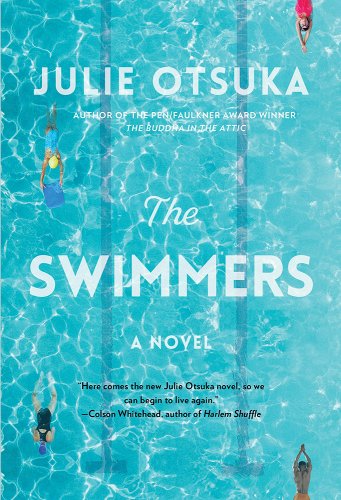 JULIE OTSUKA
AUTHOR OF THE PEN/FAULKNER AWARD WINNER
THE BUDDHA IN THE ATTIC
The
SWIMMERS
A NOVEL
"Here comes the new Julie Otsuka novel, so we
can begin to live again."
—Colson Whitehead, author of Harlem Shuffle